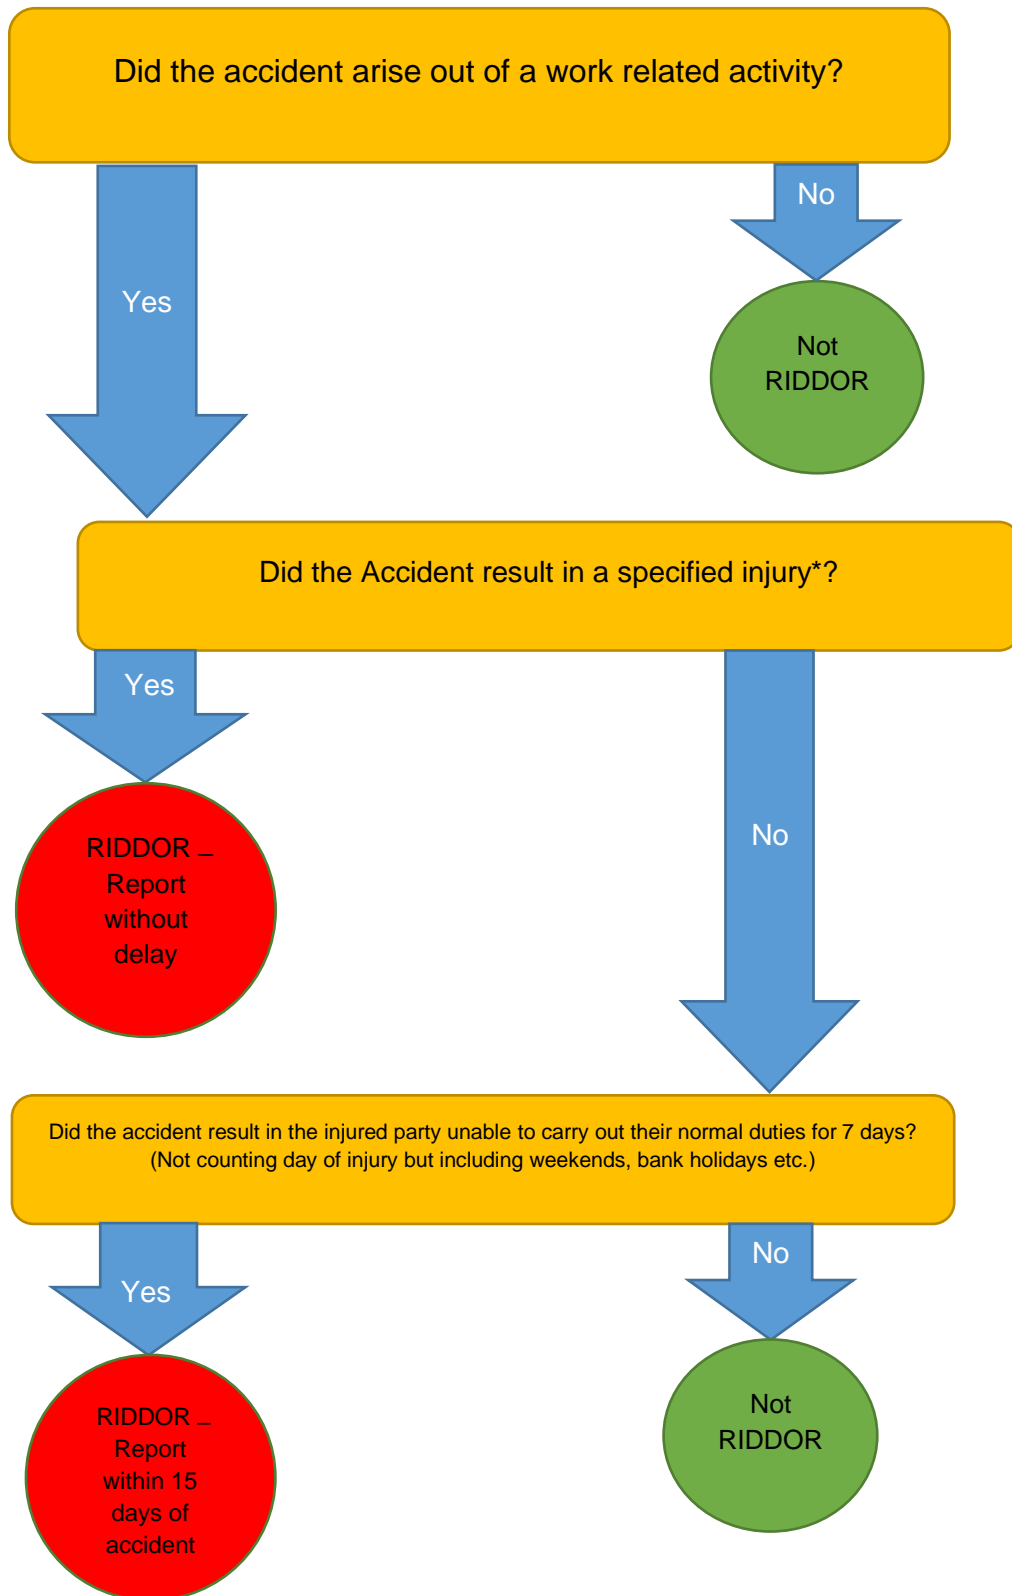 Did the accident arise out of a work related activity?
No
Yes
Not
RIDDOR
Did the Accident result in a specified injury*?
Yes
No
RIDDOR –
Report
without
delay
Did the accident result in the injured party unable to carry out their normal duties for 7 days?
(Not counting day of injury but including weekends, bank holidays etc.)
Yes
No
RIDDOR –
Report
within 15
days of
accident
Not
RIDDOR